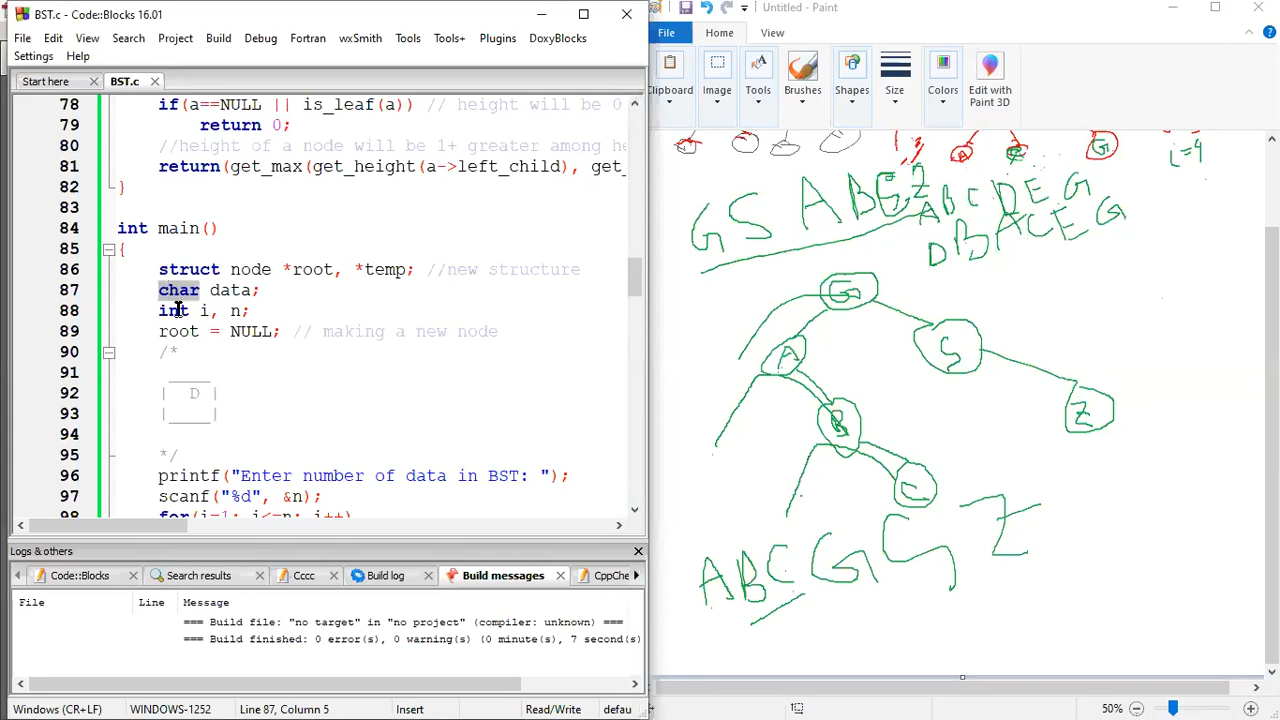 BST.c - Code::Blocks 16.01
File Edit View Search Project Build Debug Fortran wxSmith Tools Tools+ Plugins DoxyBlocks
Settings Help
Start here BST.c
78 if(a==NULL || is_leaf(a)) // height will be 0
79 return 0;
80 //height of a node will be 1+ greater among he
81 return(get_max(get_height(a->left_child), get_
82 }
83
84 int main()
85 {
86 struct node *root, *temp; //new structure
87 char data;
88 int i, n;
89 root = NULL; // making a new node
90 /*
91 _____
92 | D |
93 |_____|
94
95 */
96 printf("Enter number of data in BST: ");
97 scanf("%d", &n);
98 for(i=1; i<=n; i++)
Logs & others
Code::Blocks Search results Cccc Build log Build messages CppChe
File Line Message
=== Build file: "no target" in "no project" (compiler: unknown) ===
=== Build finished: 0 error(s), 0 warning(s) (0 minute(s), 7 second(s)
Windows (CR+LF) WINDOWS-1252 Line 87, Column 5 Insert Read/Write defau
Untitled - Paint
File Home View
Clipboard Image Tools Brushes Shapes Colors Edit with
Paint 3D
A G i=4
G S A B C Z
A B C D E G
D B A C E G
G
A S
B Z
C
A B C G S Z
50%